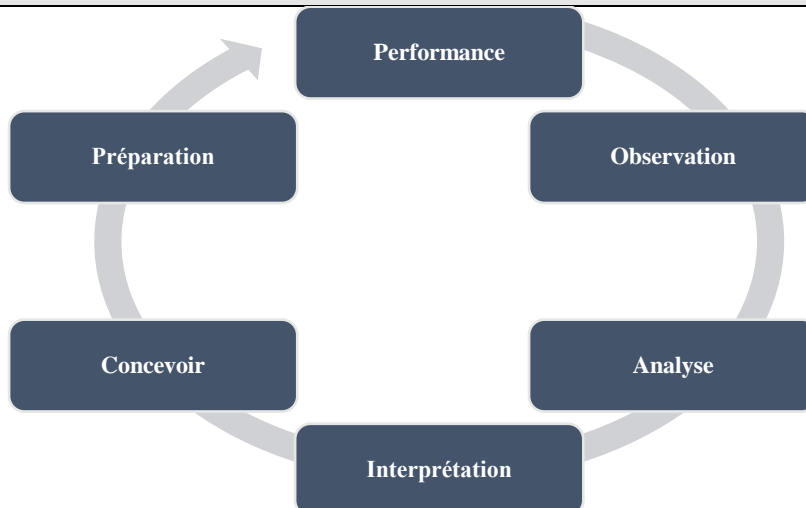 Performance
Observation
Analyse
Interprétation
Concevoir
Préparation